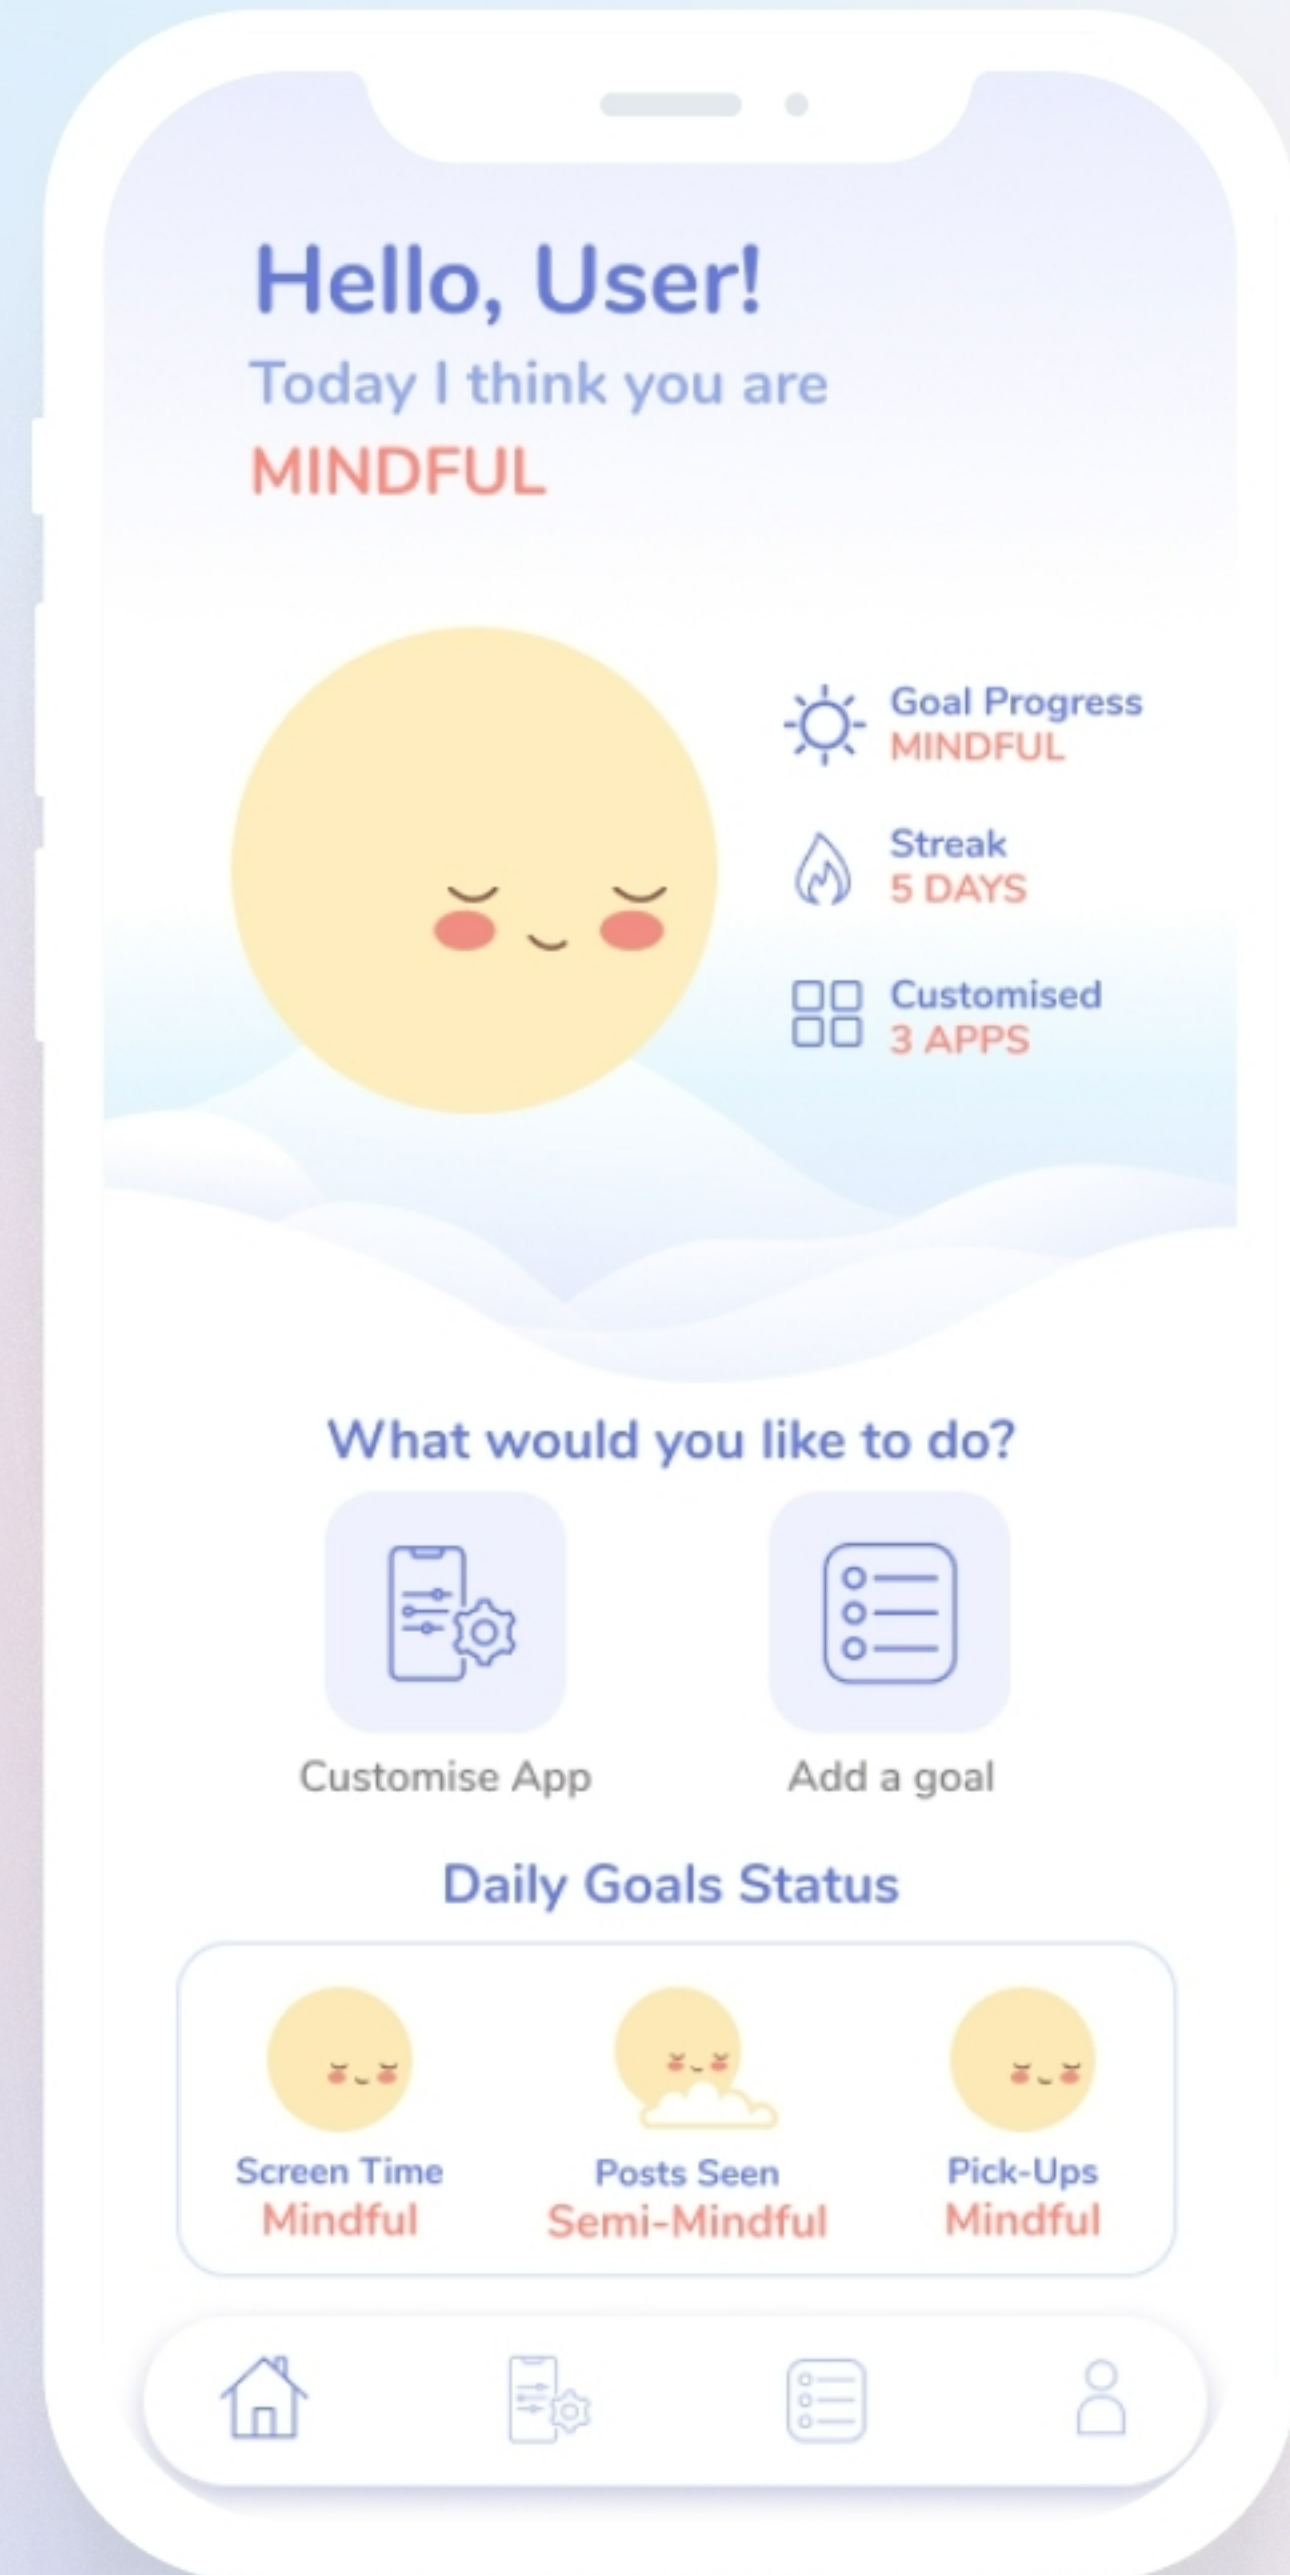 Hello, User!
Today I think you are
MINDFUL
Goal Progress
MINDFUL
Streak
5 DAYS
Customised
3 APPS
What would you like to do?
Customise App
Add a goal
Daily Goals Status
Screen Time
Mindful
Posts Seen
Semi-Mindful
Pick-Ups
Mindful